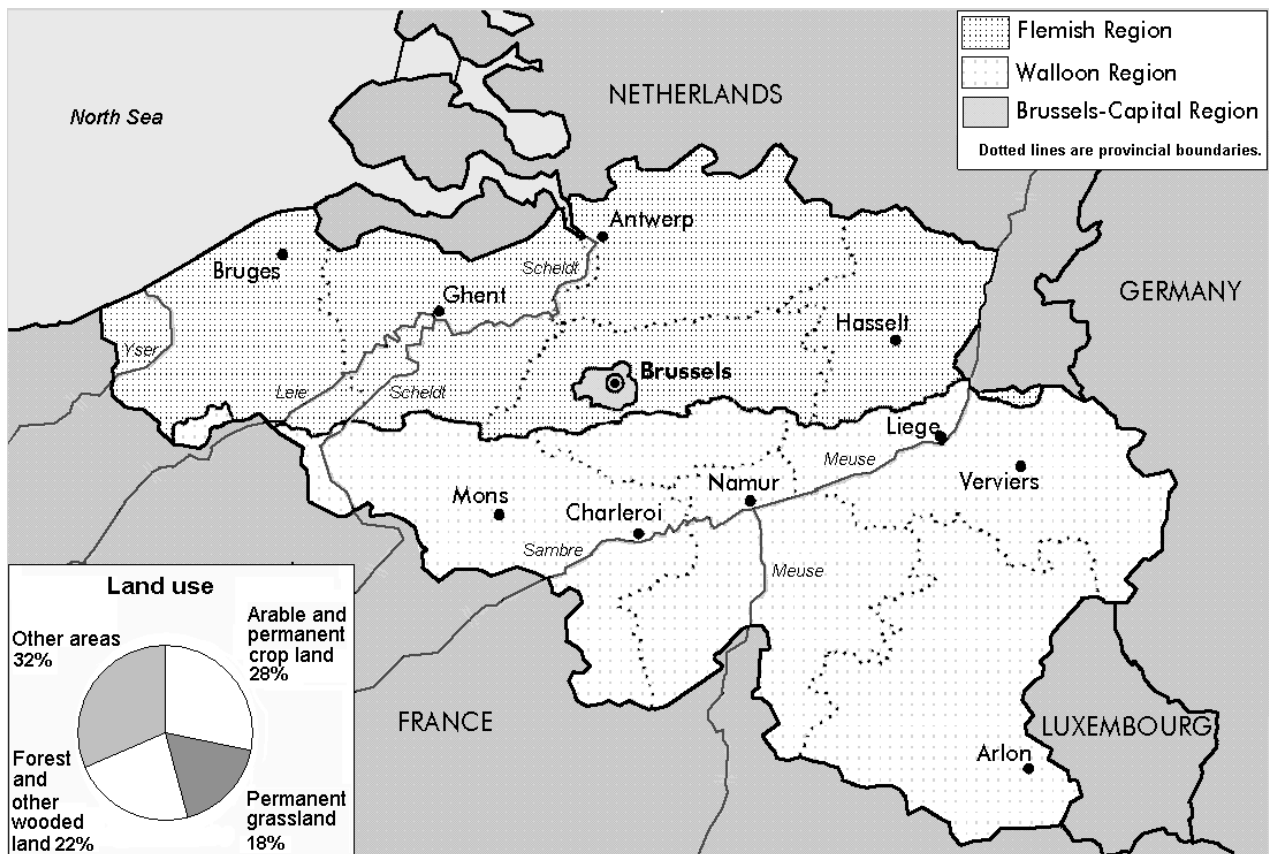 Flemish Region
Walloon Region
Brussels-Capital Region
Dotted lines are provincial boundaries.
NETHERLANDS
North Sea
Antwerp
Bruges
Scheldt
GERMANY
Ghent
Hasselt
Yser
Brussels
Leie
Scheldt
Liege
Meuse
Verviers
Namur
Mons
Charleroi
Sambre
Meuse
FRANCE
LUXEMBOURG
Arlon
Land use
Other areas
32%
Arable and
permanent
crop land
28%
Forest
and
other
wooded
land 22%
Permanent
grassland
18%